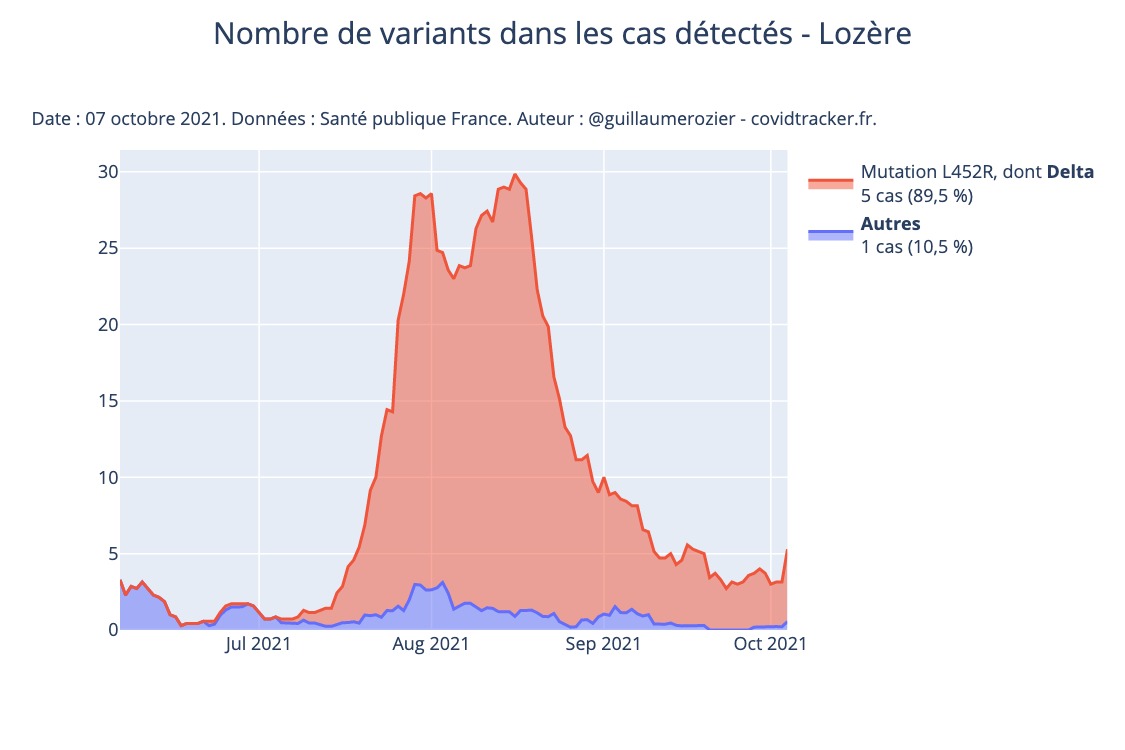 Nombre de variants dans les cas détectés - Lozère
Date : 07 octobre 2021. Données : Santé publique France. Auteur : @guillaumerozier - covidtracker.fr.
30
25
20
15
10
5
0
Jul 2021
Aug 2021
Sep 2021
Oct 2021
Mutation L452R, dont Delta
5 cas (89,5 %)
Autres
1 cas (10,5 %)